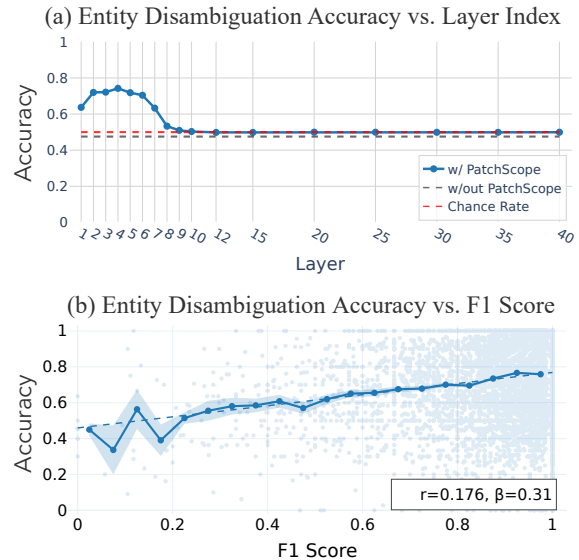 (a) Entity Disambiguation Accuracy vs. Layer Index
1
0.8
0.6
0.4
0.2
0
Accuracy
w/ PatchScope
w/out PatchScope
Chance Rate
1 2 3 4 5 6 7 8 9 10 12 15 20 25 30 35 40
Layer
(b) Entity Disambiguation Accuracy vs. F1 Score
1
0.8
0.6
0.4
0.2
0
Accuracy
r=0.176, β=0.31
0 0.2 0.4 0.6 0.8 1
F1 Score